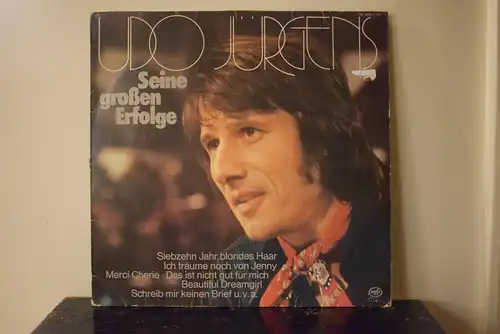 UDO JÜRGENS
Seine
großen
Erfolge
Siebzehn Jahr, blondes Haar
Ich träume noch von Jenny
Merci Cherie · Das ist nicht gut für mich
Beautiful Dreamgirl
Schreib mir keinen Brief u.v.a.